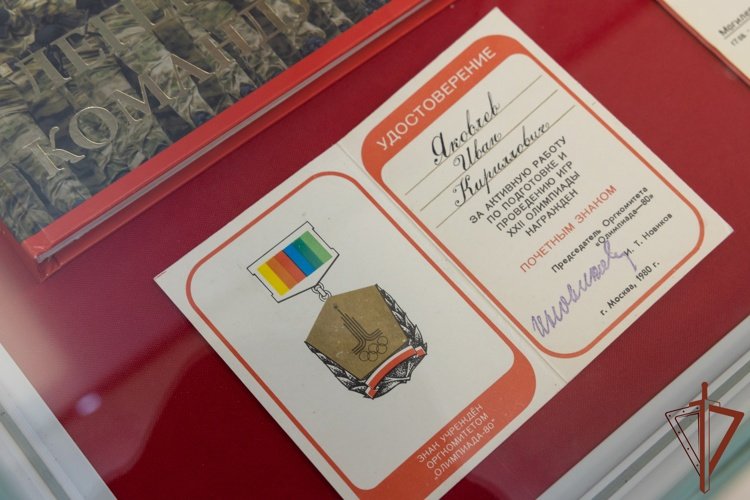 КОМАН
УДОСТОВЕРЕНИЕ
Яковлев
Иван
Кириллович
ЗА АКТИВНУЮ РАБОТУ
ПО ПОДГОТОВКЕ И
ПРОВЕДЕНИЮ ИГР
XXII ОЛИМПИАДЫ
НАГРАЖДЕН
ПОЧЕТНЫМ ЗНАКОМ
Председатель Оргкомитета
«Олимпиада—80»
И. Т. Новиков
г. Москва, 1980 г.
ЗНАК УЧРЕЖДЕН
ОРГКОМИТЕТОМ
„ОЛИМПИАДА-80"